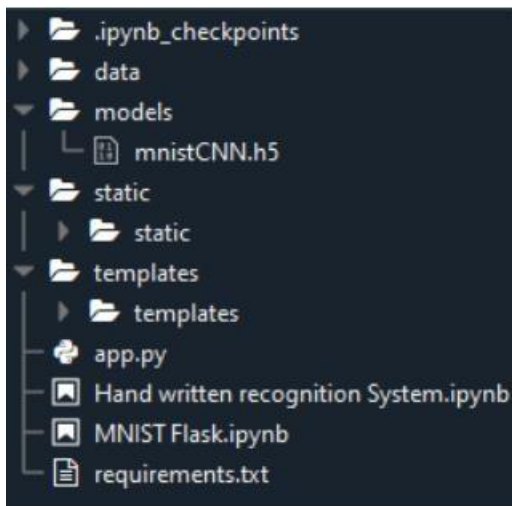 .ipynb_checkpoints
data
models
mnistCNN.h5
static
static
templates
templates
app.py
Hand written recognition System.ipynb
MNIST Flask.ipynb
requirements.txt